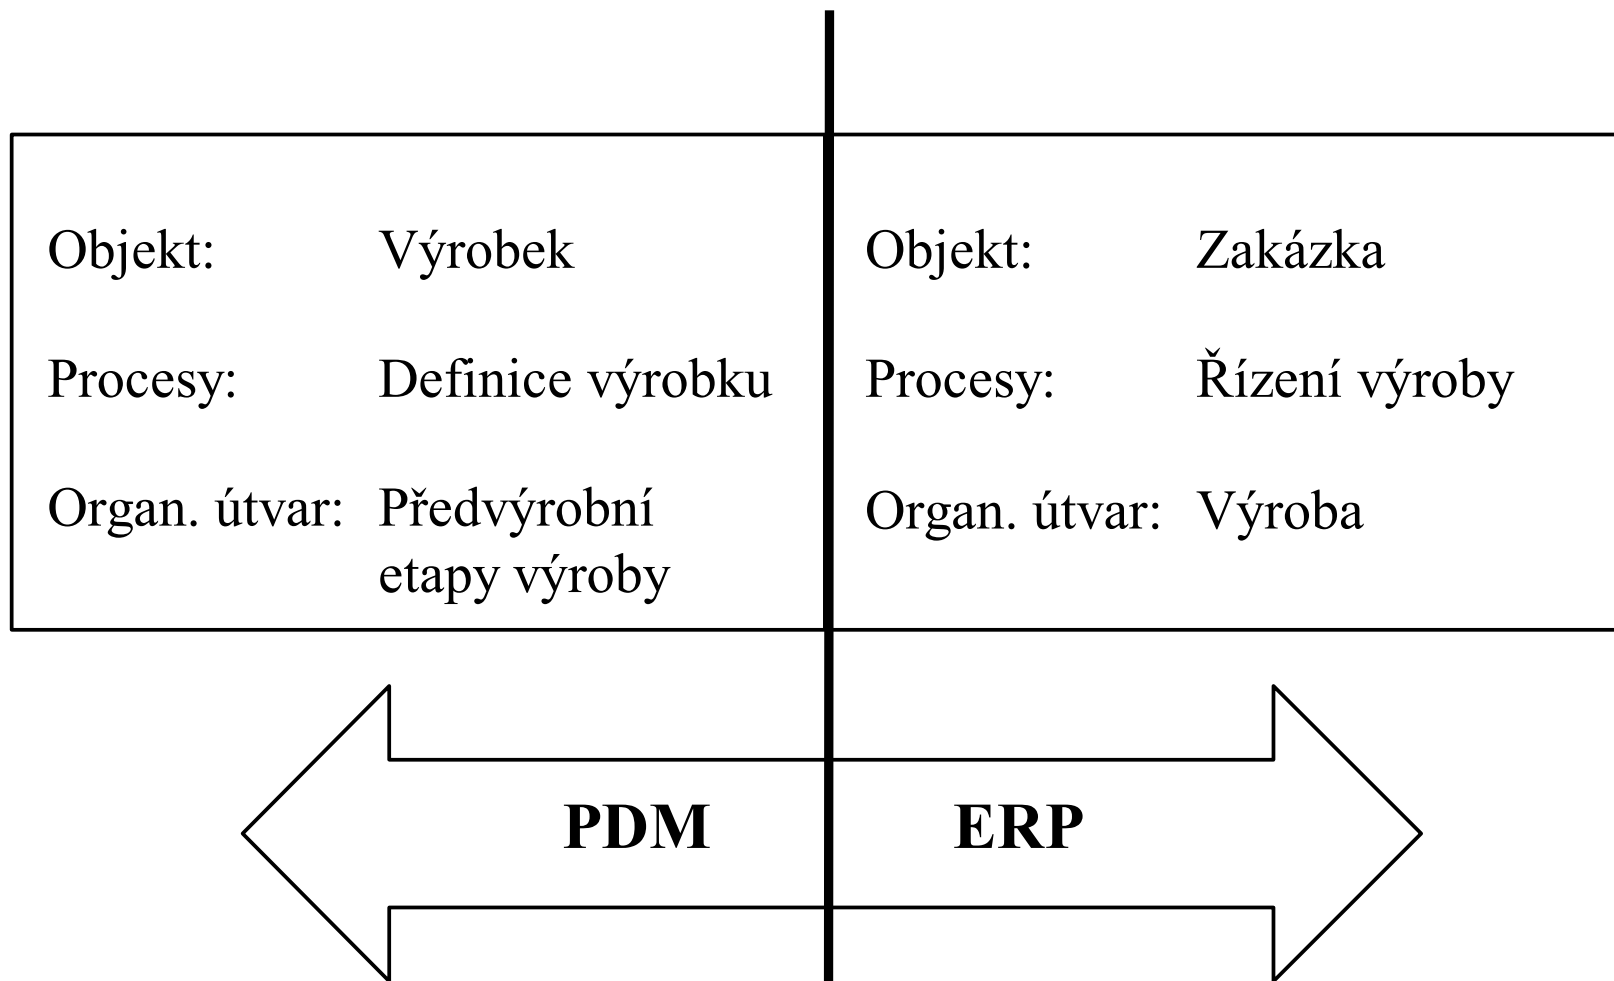 Objekt: Výrobek
Procesy: Definice výrobku
Organ. útvar: Předvýrobní
etapy výroby
Objekt: Zakázka
Procesy: Řízení výroby
Organ. útvar: Výroba
PDM
ERP